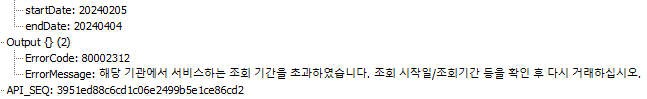 startDate: 20240205
endDate: 20240404
Output {} (2)
ErrorCode: 80002312
ErrorMessage: 해당 기관에서 서비스하는 조회 기간을 초과하였습니다. 조회 시작일/조회기간 등을 확인 후 다시 거래하십시오.
API_SEQ: 3951ed88c6cd1c06e2499b5e1ce86cd2